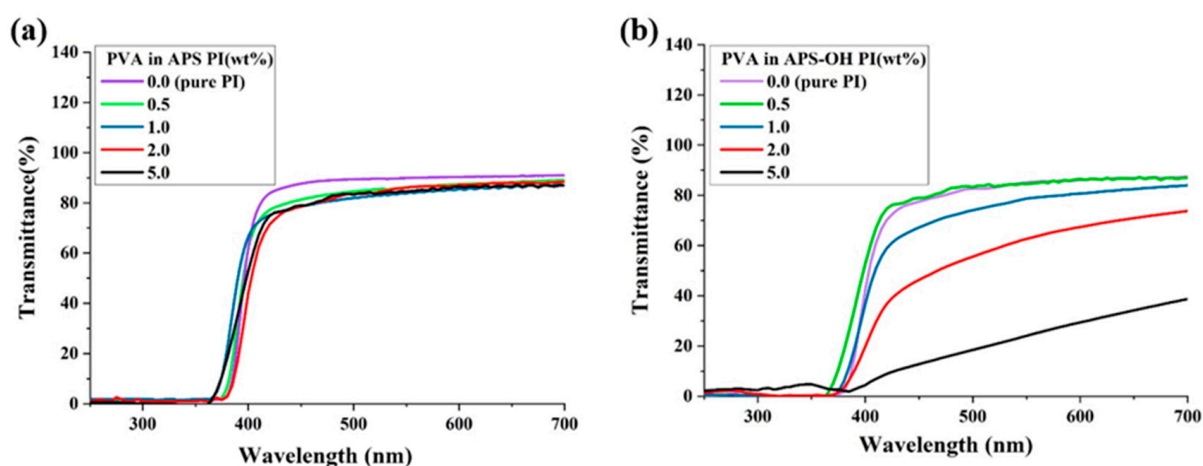 (a)
140
120
100
80
60
40
20
0
Transmittance(%)
PVA in APS PI(wt%)
0.0 (pure PI)
0.5
1.0
2.0
5.0
300 400 500 600 700
Wavelength (nm)
(b)
140
120
100
80
60
40
20
0
Transmittance (%)
PVA in APS-OH PI(wt%)
0.0 (pure PI)
0.5
1.0
2.0
5.0
300 400 500 600 700
Wavelength (nm)